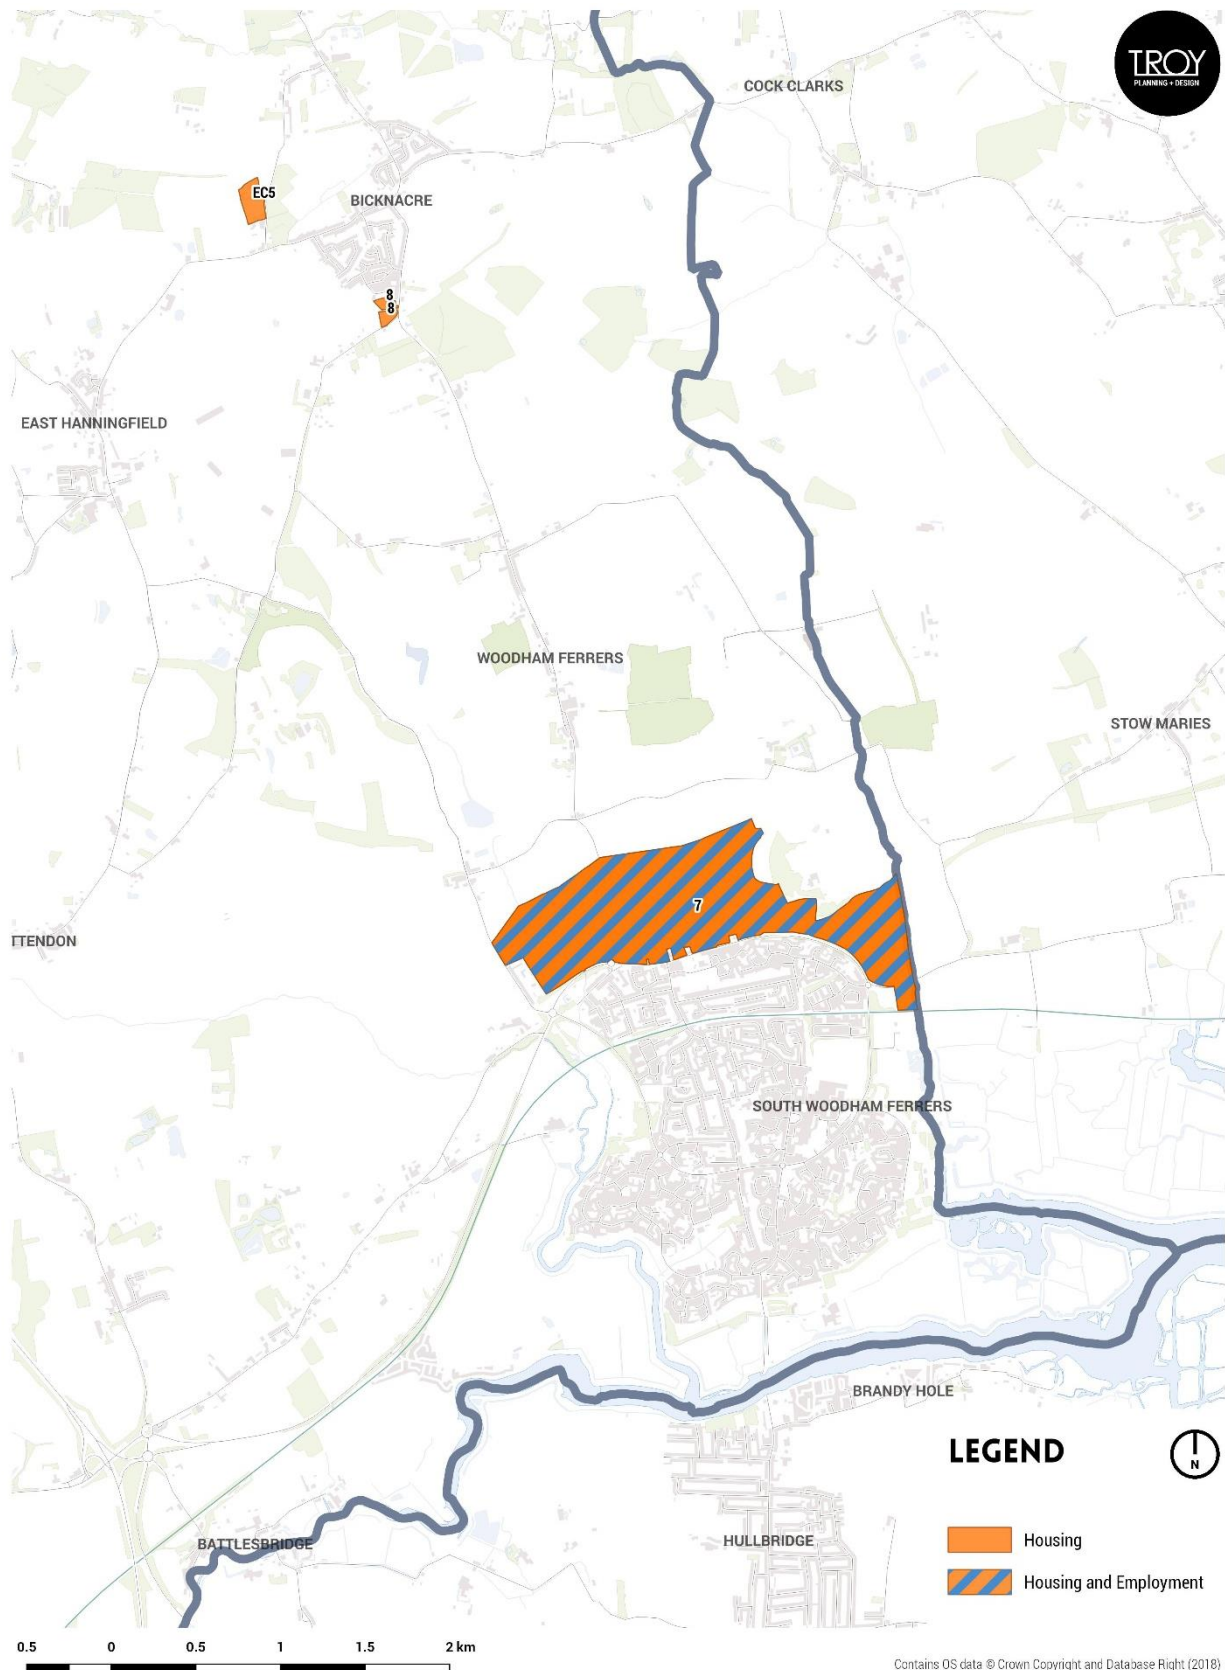 TROY
PLANNING + DESIGN
COCK CLARKS
EC5
BICKNACRE
8
8
EAST HANNINGFIELD
WOODHAM FERRERS
STOW MARIES
7
TTENDON
SOUTH WOODHAM FERRERS
BRANDY HOLE
LEGEND
N
BATTLESBRIDGE
HULLBRIDGE
Housing
Housing and Employment
0.5 0 0.5 1 1.5 2 km
Contains OS data © Crown Copyright and Database Right (2018)